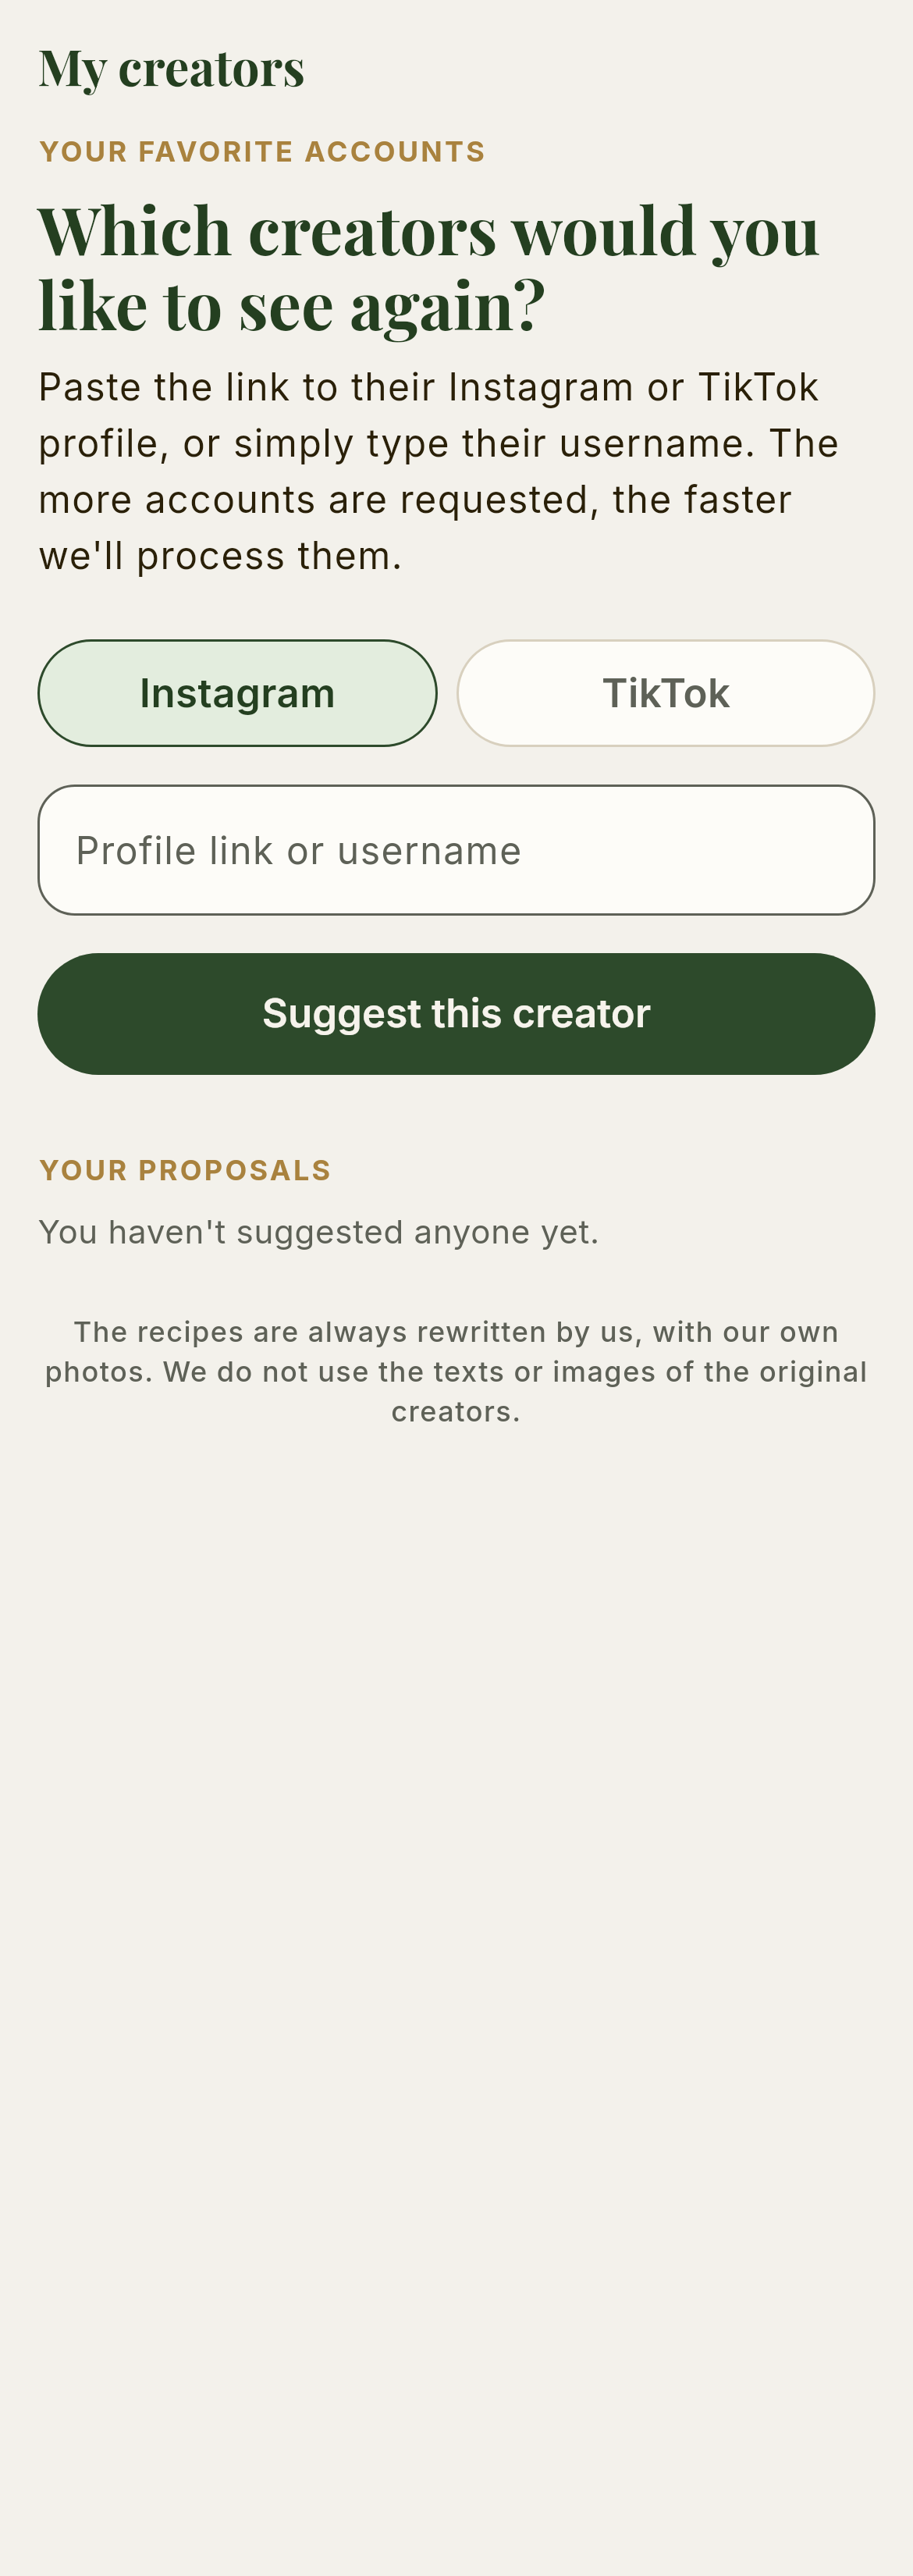 My creators
YOUR FAVORITE ACCOUNTS
Which creators would you
like to see again?
Paste the link to their Instagram or TikTok
profile, or simply type their username. The
more accounts are requested, the faster
we'll process them.
Instagram
TikTok
Profile link or username
Suggest this creator
YOUR PROPOSALS
You haven't suggested anyone yet.
The recipes are always rewritten by us, with our own
photos. We do not use the texts or images of the original
creators.